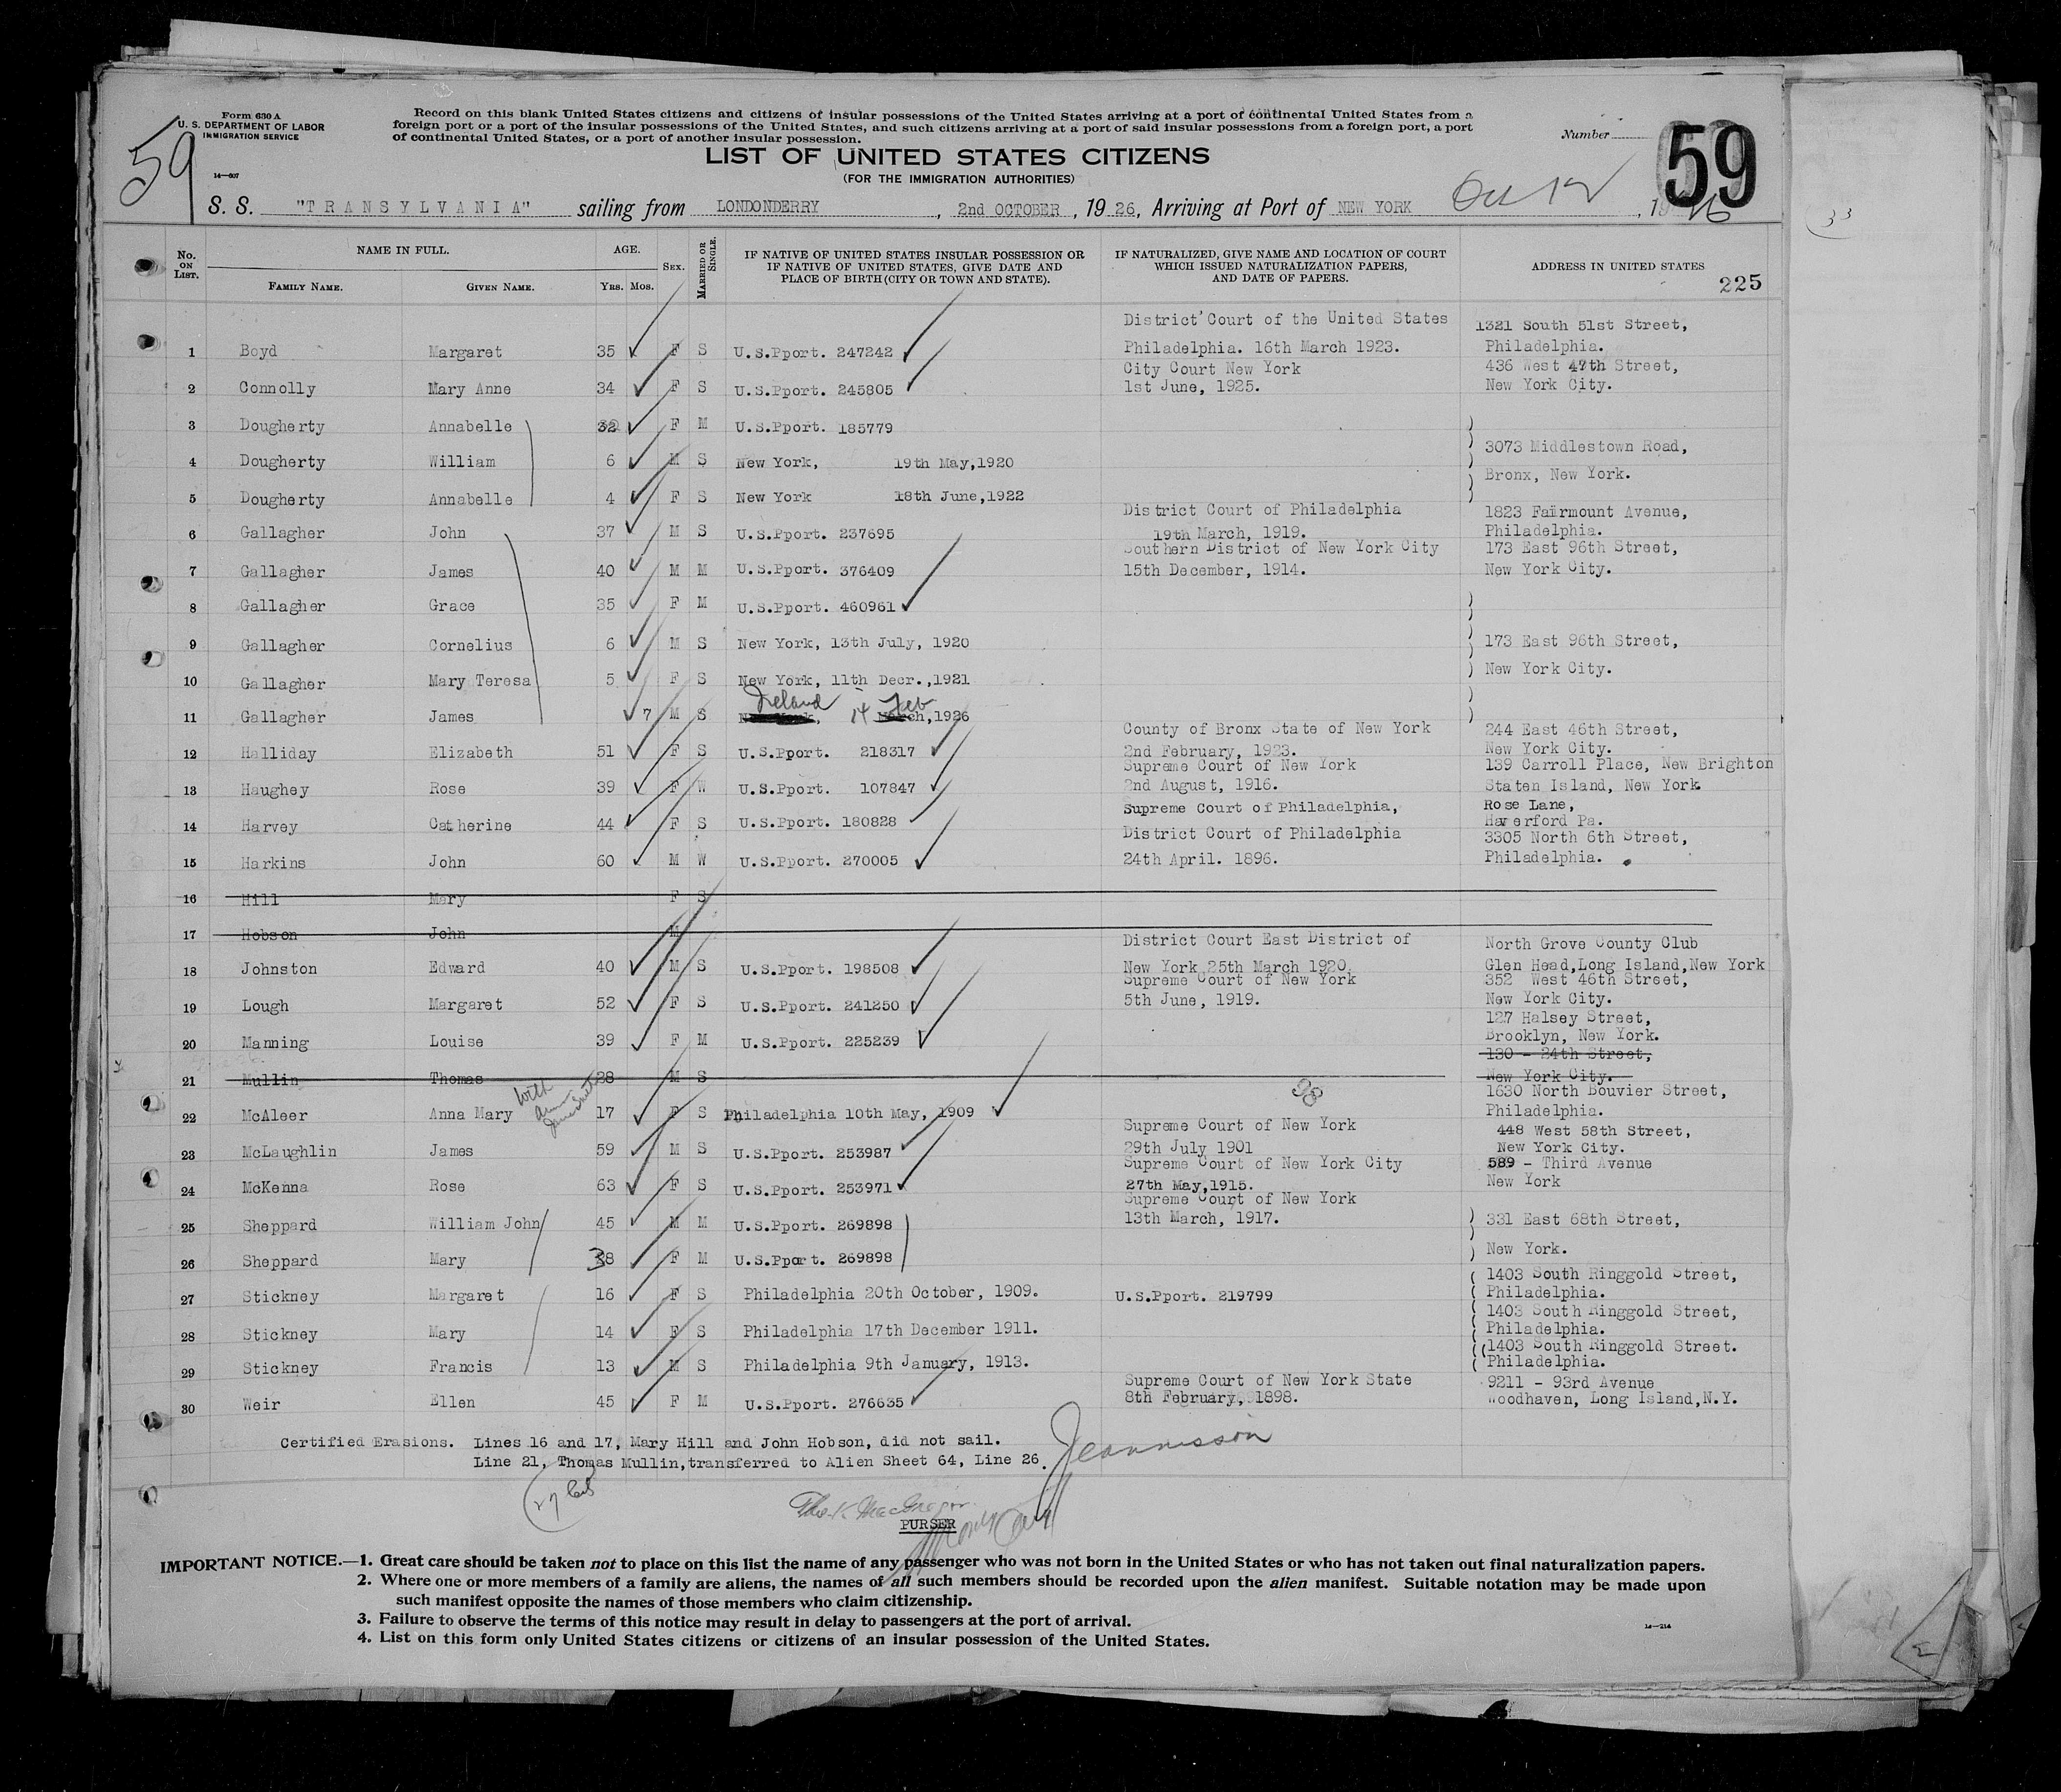 Form 630 A
U. S. DEPARTMENT OF LABOR
IMMIGRATION SERVICE
14—607
59
Record on this blank United States citizens and citizens of insular possessions of the United States arriving at a port of continental United States from a
foreign port or a port of the insular possessions of the United States, and such citizens arriving at a port of said insular possessions from a foreign port, a port
of continental United States, or a port of another insular possession.
Number
59
LIST OF UNITED STATES CITIZENS
(FOR THE IMMIGRATION AUTHORITIES)
S. S. "TRANSYLVANIA" sailing from LONDONDERRY, 2nd OCTOBER, 1926, Arriving at Port of NEW YORK Oct 12, 1926
No. ON LIST. NAME IN FULL. FAMILY NAME. GIVEN NAME. AGE. YRS. MOS. SEX. MARRIED OR SINGLE. IF NATIVE OF UNITED STATES INSULAR POSSESSION OR IF NATIVE OF UNITED STATES, GIVE DATE AND PLACE OF BIRTH (CITY OR TOWN AND STATE). IF NATURALIZED, GIVE NAME AND LOCATION OF COURT WHICH ISSUED NATURALIZATION PAPERS, AND DATE OF PAPERS. ADDRESS IN UNITED STATES
225
1 Boyd Margaret 35 F S U.S.Pport. 247242 District Court of the United States Philadelphia. 16th March 1923. 1321 South 51st Street, Philadelphia.
2 Connolly Mary Anne 34 F S U.S.Pport. 245805 City Court New York 1st June, 1925. 436 West 47th Street, New York City.
3 Dougherty Annabelle 32 F M U.S.Pport. 185779
4 Dougherty William 6 M S New York, 19th May,1920 3073 Middlestown Road,
5 Dougherty Annabelle 4 F S New York 18th June,1922 Bronx, New York.
6 Gallagher John 37 M S U.S.Pport. 237695 District Court of Philadelphia 19th March, 1919. 1823 Fairmount Avenue, Philadelphia.
7 Gallagher James 40 M M U.S.Pport. 376409 Southern District of New York City 15th December, 1914. 173 East 96th Street, New York City.
8 Gallagher Grace 35 F M U.S.Pport. 460961
9 Gallagher Cornelius 6 M S New York, 13th July, 1920 173 East 96th Street,
10 Gallagher Mary Teresa 5 F S New York, 11th Decr.,1921 New York City.
11 Gallagher James 7 M S New York, Ireland 14 March Feb,1926
12 Halliday Elizabeth 51 F S U.S.Pport. 218317 County of Bronx State of New York 2nd February, 1923. 244 East 46th Street, New York City.
13 Haughey Rose 39 F W U.S.Pport. 107847 Supreme Court of New York 2nd August, 1916. 139 Carroll Place, New Brighton Staten Island, New York
14 Harvey Catherine 44 F S U.S.Pport. 180828 Supreme Court of Philadelphia, Rose Lane, Haverford Pa.
15 Harkins John 60 M W U.S.Pport. 270005 District Court of Philadelphia 24th April. 1896. 3305 North 6th Street, Philadelphia.
16 Hill Mary F S
17 Hobson John M
18 Johnston Edward 40 M S U.S.Pport. 198508 District Court East District of New York 25th March 1920. North Grove County Club Glen Head,Long Island,New York
19 Lough Margaret 52 F S U.S.Pport. 241250 Supreme Court of New York 5th June, 1919. 352 West 46th Street, New York City.
20 Manning Louise 39 F M U.S.Pport. 225239 127 Halsey Street, Brooklyn, New York.
21 Mullin Thomas 28 M S 130 - 24th Street, New York City.
22 McAleer Anna Mary with 17 F S Philadelphia 10th May, 1909 98 1630 North Bouvier Street, Philadelphia.
23 McLaughlin James 59 M S U.S.Pport. 253987 Supreme Court of New York 29th July 1901 448 West 58th Street, New York City.
24 McKenna Rose 63 F S U.S.Pport. 253971 Supreme Court of New York City 27th May,1915. 589 - Third Avenue New York
25 Sheppard William John 45 M M U.S.Pport. 269898 Supreme Court of New York 13th March, 1917. 331 East 68th Street,
26 Sheppard Mary 38 F M U.S.Pport. 269898 New York.
27 Stickney Margaret 16 F S Philadelphia 20th October, 1909. U.S.Pport. 219799 1403 South Ringgold Street, Philadelphia.
28 Stickney Mary 14 F S Philadelphia 17th December 1911. 1403 South Ringgold Street, Philadelphia.
29 Stickney Francis 13 M S Philadelphia 9th January, 1913. 1403 South Ringgold Street. Philadelphia.
30 Weir Ellen 45 F M U.S.Pport. 276635 Supreme Court of New York State 8th February, 1898. 9211 - 93rd Avenue Woodhaven, Long Island,N.Y.
Certified Erasions. Lines 16 and 17, Mary Hill and John Hobson, did not sail.
Line 21, Thomas Mullin,transferred to Alien Sheet 64, Line 26.
PURSER
IMPORTANT NOTICE.—1. Great care should be taken not to place on this list the name of any passenger who was not born in the United States or who has not taken out final naturalization papers.
2. Where one or more members of a family are aliens, the names of all such members should be recorded upon the alien manifest. Suitable notation may be made upon
such manifest opposite the names of those members who claim citizenship.
3. Failure to observe the terms of this notice may result in delay to passengers at the port of arrival.
4. List on this form only United States citizens or citizens of an insular possession of the United States.
14—214